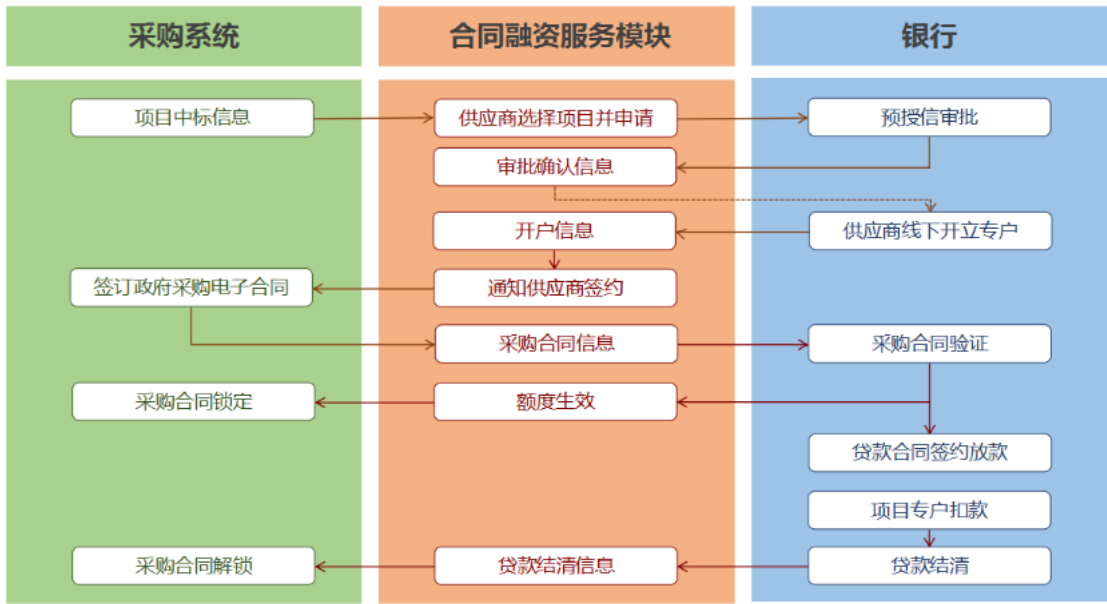 采购系统
合同融资服务模块
银行
项目中标信息
供应商选择项目并申请
预授信审批
审批确认信息
开户信息
供应商线下开立专户
签订政府采购电子合同
通知供应商签约
采购合同信息
采购合同验证
采购合同锁定
额度生效
贷款合同签约放款
项目专户扣款
采购合同解锁
贷款结清信息
贷款结清